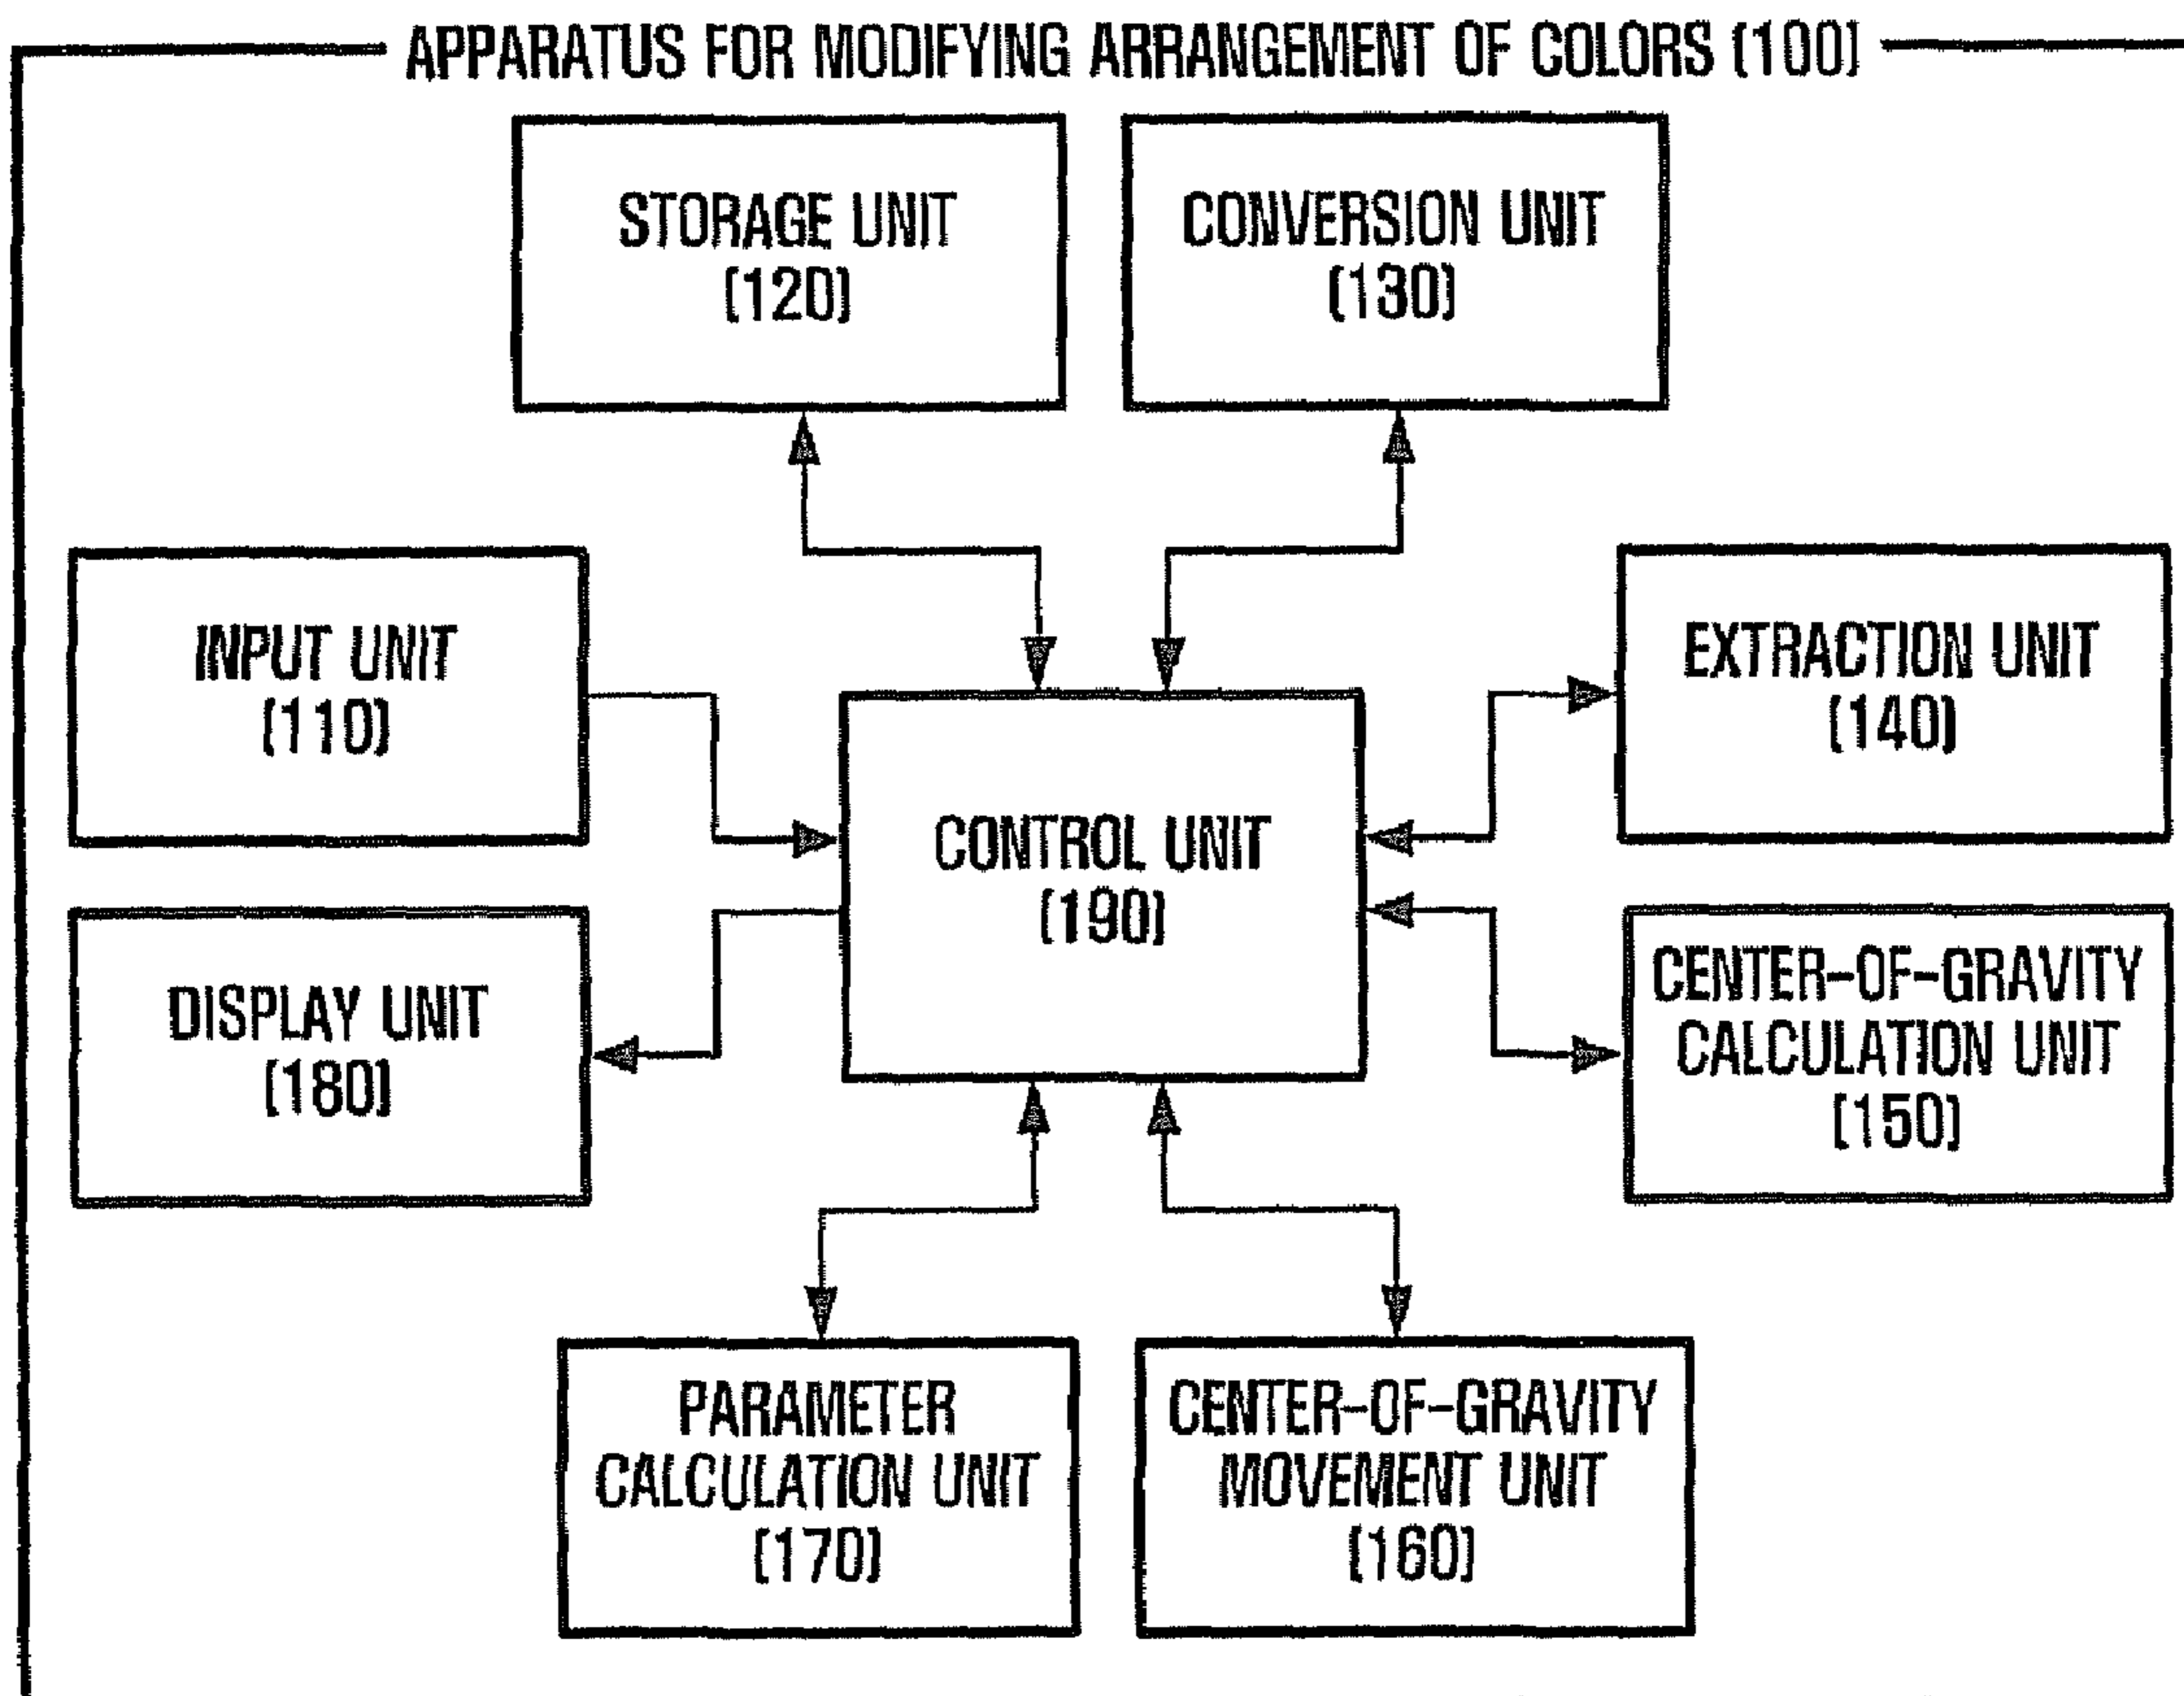 APPARATUS FOR MODIFYING ARRANGEMENT OF COLORS (100)
STORAGE UNIT
(120)
CONVERSION UNIT
(130)
INPUT UNIT
(110)
EXTRACTION UNIT
(140)
CONTROL UNIT
(190)
DISPLAY UNIT
(180)
CENTER-OF-GRAVITY
CALCULATION UNIT
(150)
PARAMETER
CALCULATION UNIT
(170)
CENTER-OF-GRAVITY
MOVEMENT UNIT
(160)